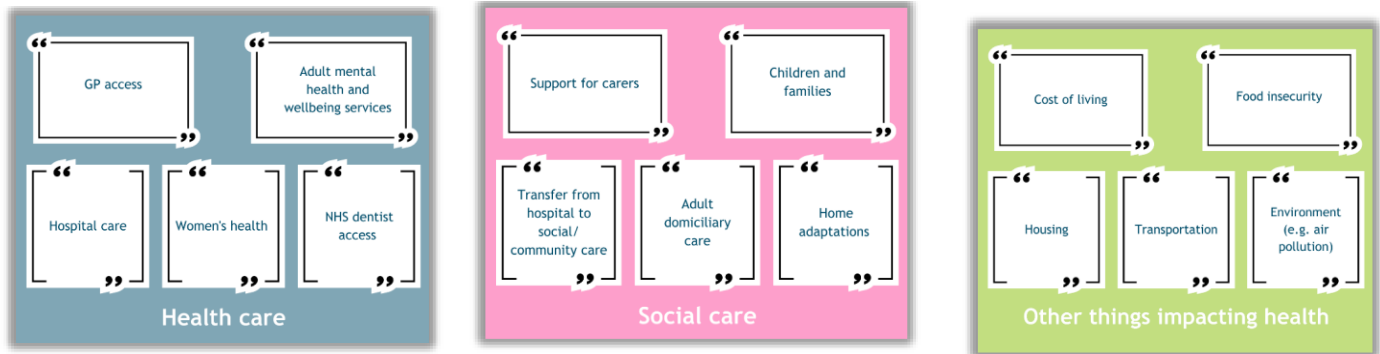 GP access
Adult mental
health and
wellbeing services
Hospital care
Women's health
NHS dentist
access
Health care
Support for carers
Children and
families
Transfer from
hospital to
social/
community care
Adult
domiciliary
care
Home
adaptations
Social care
Cost of living
Food insecurity
Housing
Transportation
Environment
(e.g. air
pollution)
Other things impacting health